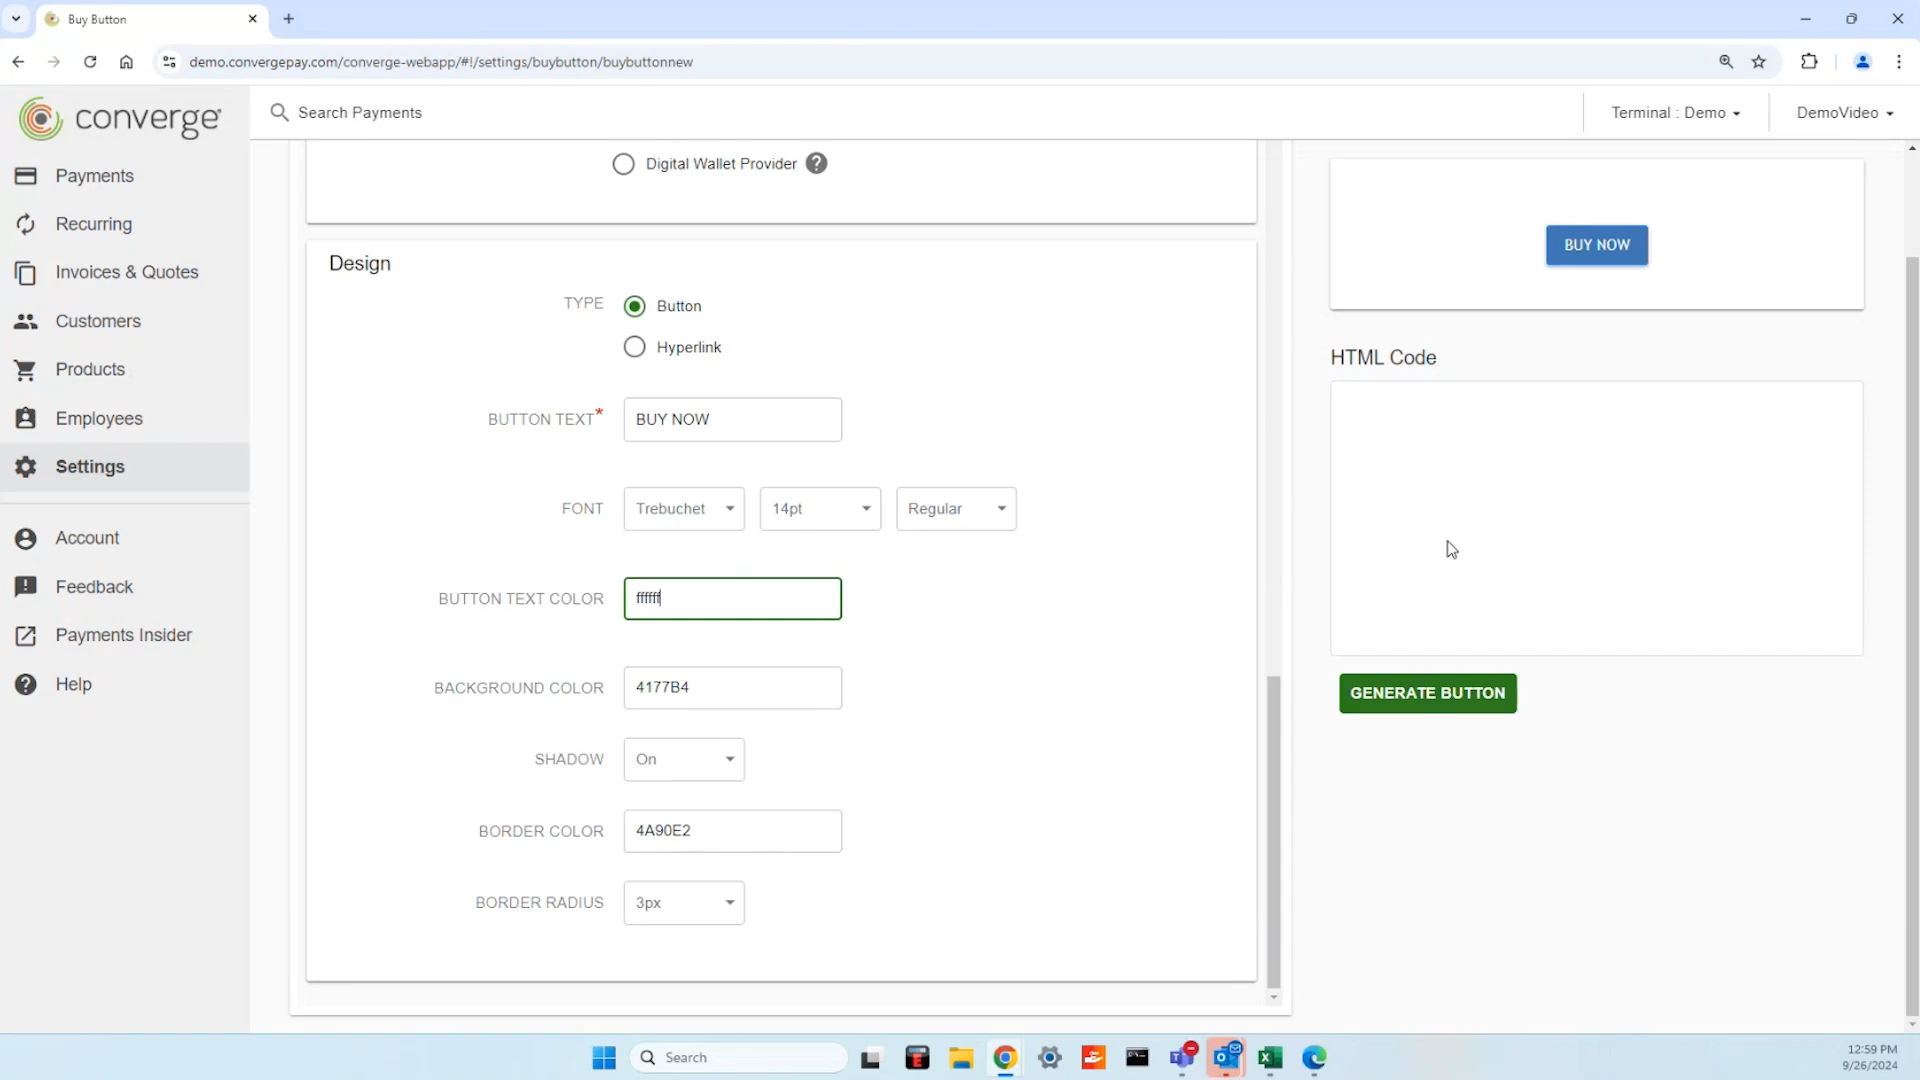 Buy Button
demo.convergepay.com/converge-webapp/#!/settings/buybutton/buybuttonnew
converge
Search Payments
Terminal : Demo
DemoVideo
Payments
Recurring
Invoices & Quotes
Customers
Products
Employees
Settings
Account
Feedback
Payments Insider
Help
Digital Wallet Provider ?
Design
TYPE
Button
Hyperlink
BUTTON TEXT* BUY NOW
FONT Trebuchet 14pt Regular
BUTTON TEXT COLOR ffffff
BACKGROUND COLOR 4177B4
SHADOW On
BORDER COLOR 4A90E2
BORDER RADIUS 3px
BUY NOW
HTML Code
GENERATE BUTTON
Search
12:59 PM
9/26/2024